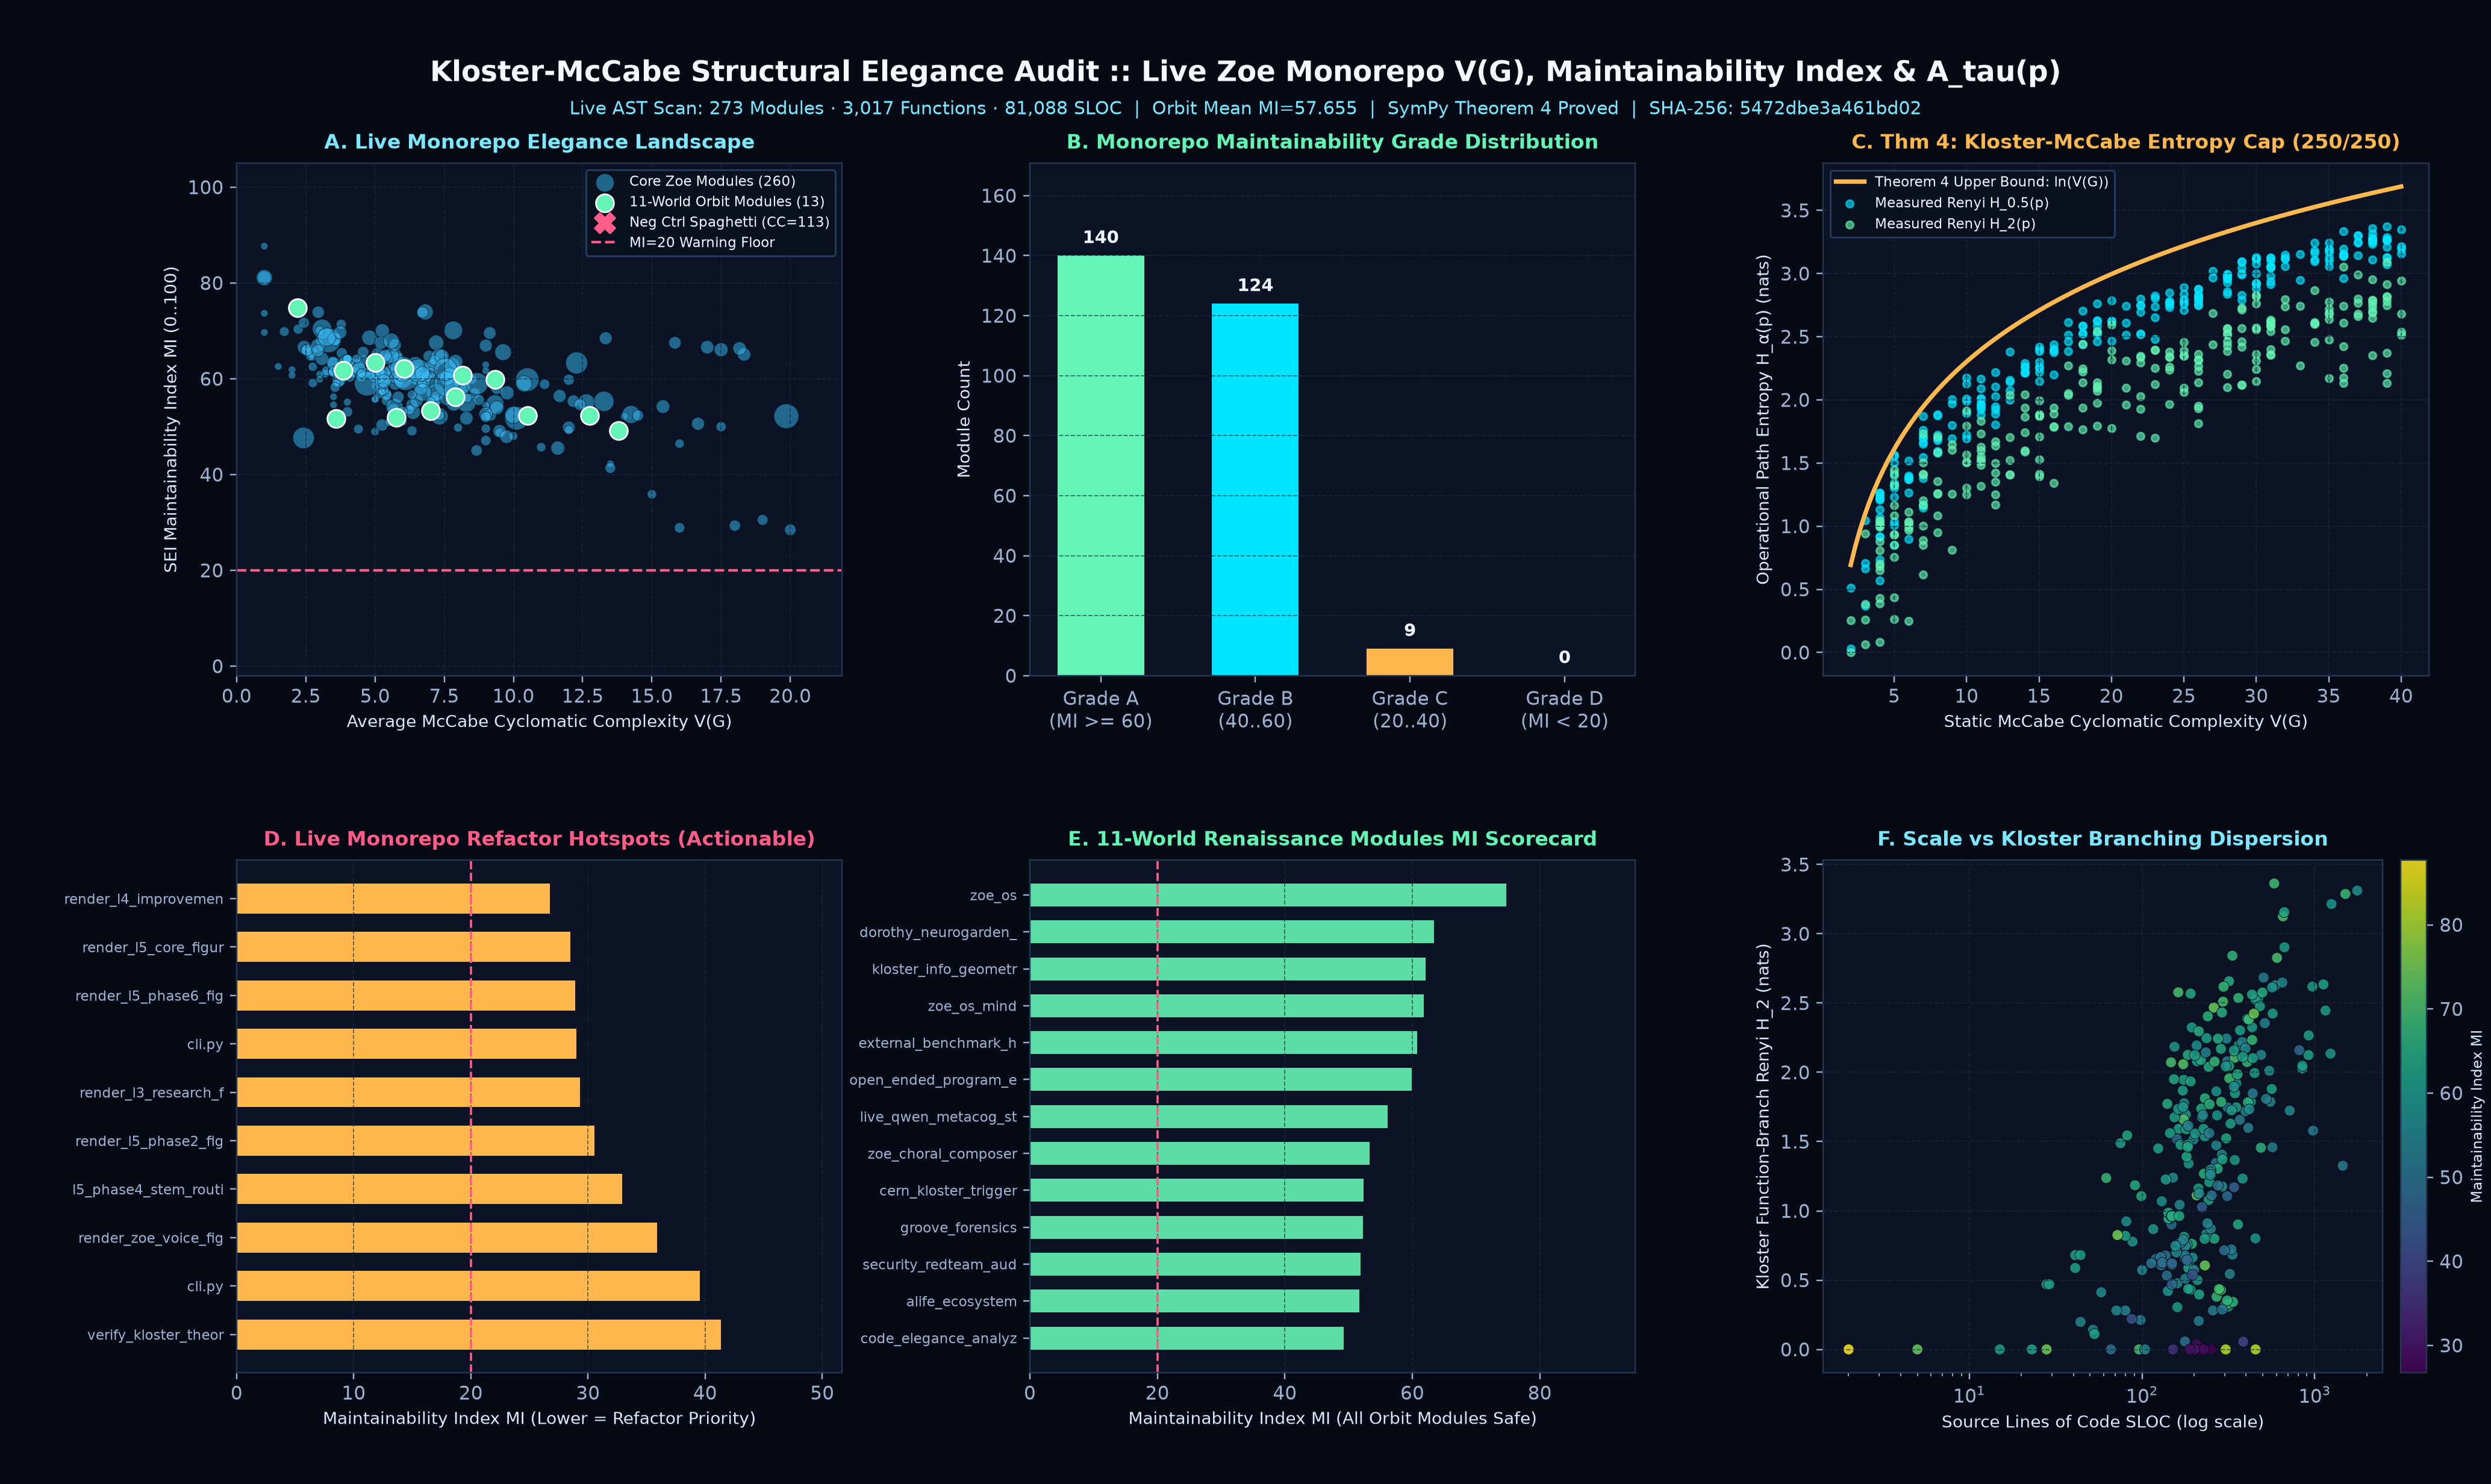 Kloster-McCabe Structural Elegance Audit :: Live Zoe Monorepo V(G), Maintainability Index & A_tau(p)
Live AST Scan: 273 Modules · 3,017 Functions · 81,088 SLOC | Orbit Mean MI=57.655 | SymPy Theorem 4 Proved | SHA-256: 5472dbe3a461bd02
A. Live Monorepo Elegance Landscape
Core Zoe Modules (260)
11-World Orbit Modules (13)
Neg Ctrl Spaghetti (CC=113)
MI=20 Warning Floor
SEI Maintainability Index MI (0..100)
100
80
60
40
20
0
0.0 2.5 5.0 7.5 10.0 12.5 15.0 17.5 20.0
Average McCabe Cyclomatic Complexity V(G)
B. Monorepo Maintainability Grade Distribution
Module Count
160
140
120
100
80
60
40
20
0
140
124
9
0
Grade A Grade B Grade C Grade D
(MI >= 60) (40..60) (20..40) (MI < 20)
C. Thm 4: Kloster-McCabe Entropy Cap (250/250)
Theorem 4 Upper Bound: ln(V(G))
Measured Renyi H_0.5(p)
Measured Renyi H_2(p)
Operational Path Entropy H_α(p) (nats)
3.5
3.0
2.5
2.0
1.5
1.0
0.5
0.0
5 10 15 20 25 30 35 40
Static McCabe Cyclomatic Complexity V(G)
D. Live Monorepo Refactor Hotspots (Actionable)
render_l4_improvemen
render_l5_core_figur
render_l5_phase6_fig
cli.py
render_l3_research_f
render_l5_phase2_fig
l5_phase4_stem_routi
render_zoe_voice_fig
cli.py
verify_kloster_theor
0 10 20 30 40 50
Maintainability Index MI (Lower = Refactor Priority)
E. 11-World Renaissance Modules MI Scorecard
zoe_os
dorothy_neurogarden_
kloster_info_geometr
zoe_os_mind
external_benchmark_h
open_ended_program_e
live_qwen_metacog_st
zoe_choral_composer
cern_kloster_trigger
groove_forensics
security_redteam_aud
alife_ecosystem
code_elegance_analyz
0 20 40 60 80
Maintainability Index MI (All Orbit Modules Safe)
F. Scale vs Kloster Branching Dispersion
Kloster Function-Branch Renyi H_2 (nats)
3.5
3.0
2.5
2.0
1.5
1.0
0.5
0.0
10¹ 10² 10³
Source Lines of Code SLOC (log scale)
80
70
60
50
40
30
Maintainability Index MI